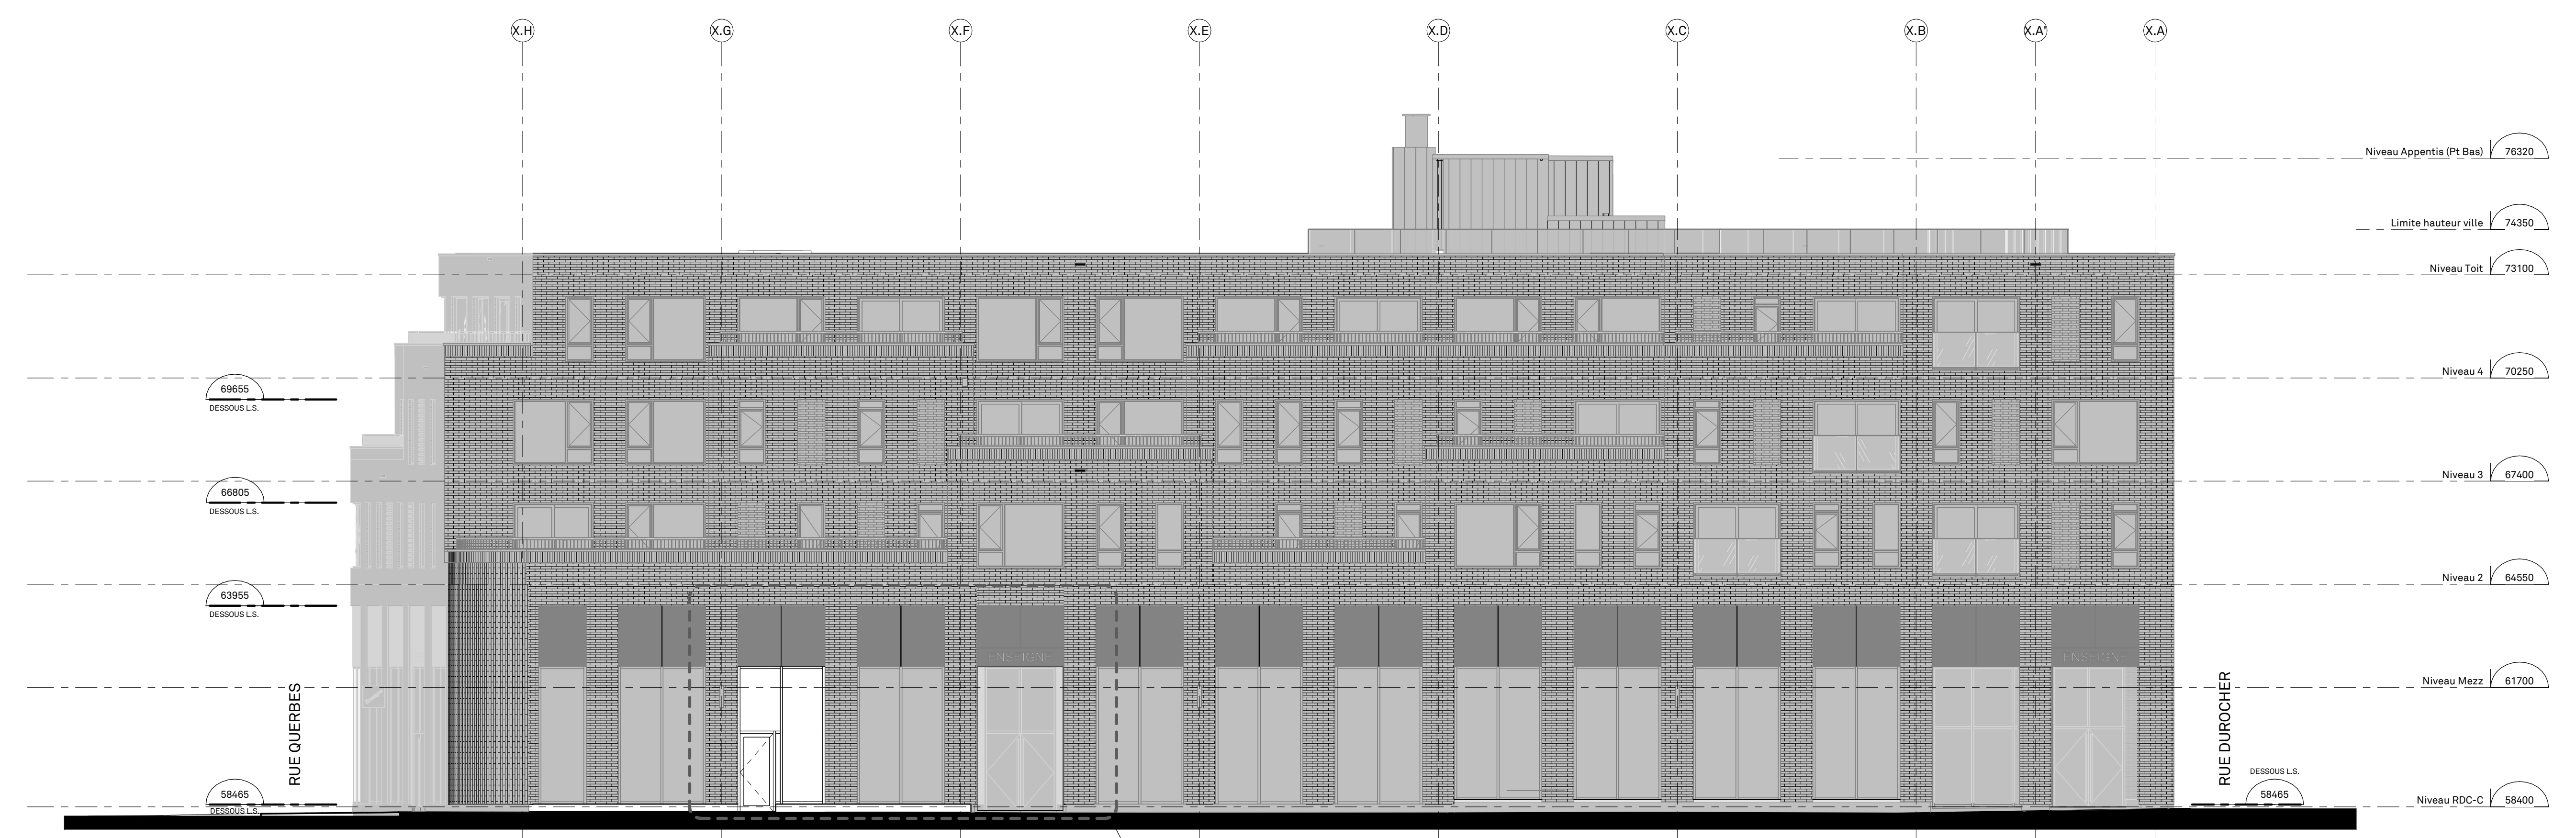 X.H X.G X.F X.E X.D X.C X.B X.A' X.A
Niveau Appentis (Pt Bas) 76320
Limite hauteur ville 74350
Niveau Toit 73100
Niveau 4 70250
69655
DESSOUS L.S.
Niveau 3 67400
66805
DESSOUS L.S.
Niveau 2 64550
63955
DESSOUS L.S.
ENSEIGNE ENSEIGNE
Niveau Mezz 61700
RUE QUERBES
RUE DUROCHER
58465
DESSOUS L.S.
DESSOUS L.S.
58465
Niveau RDC-C 58400